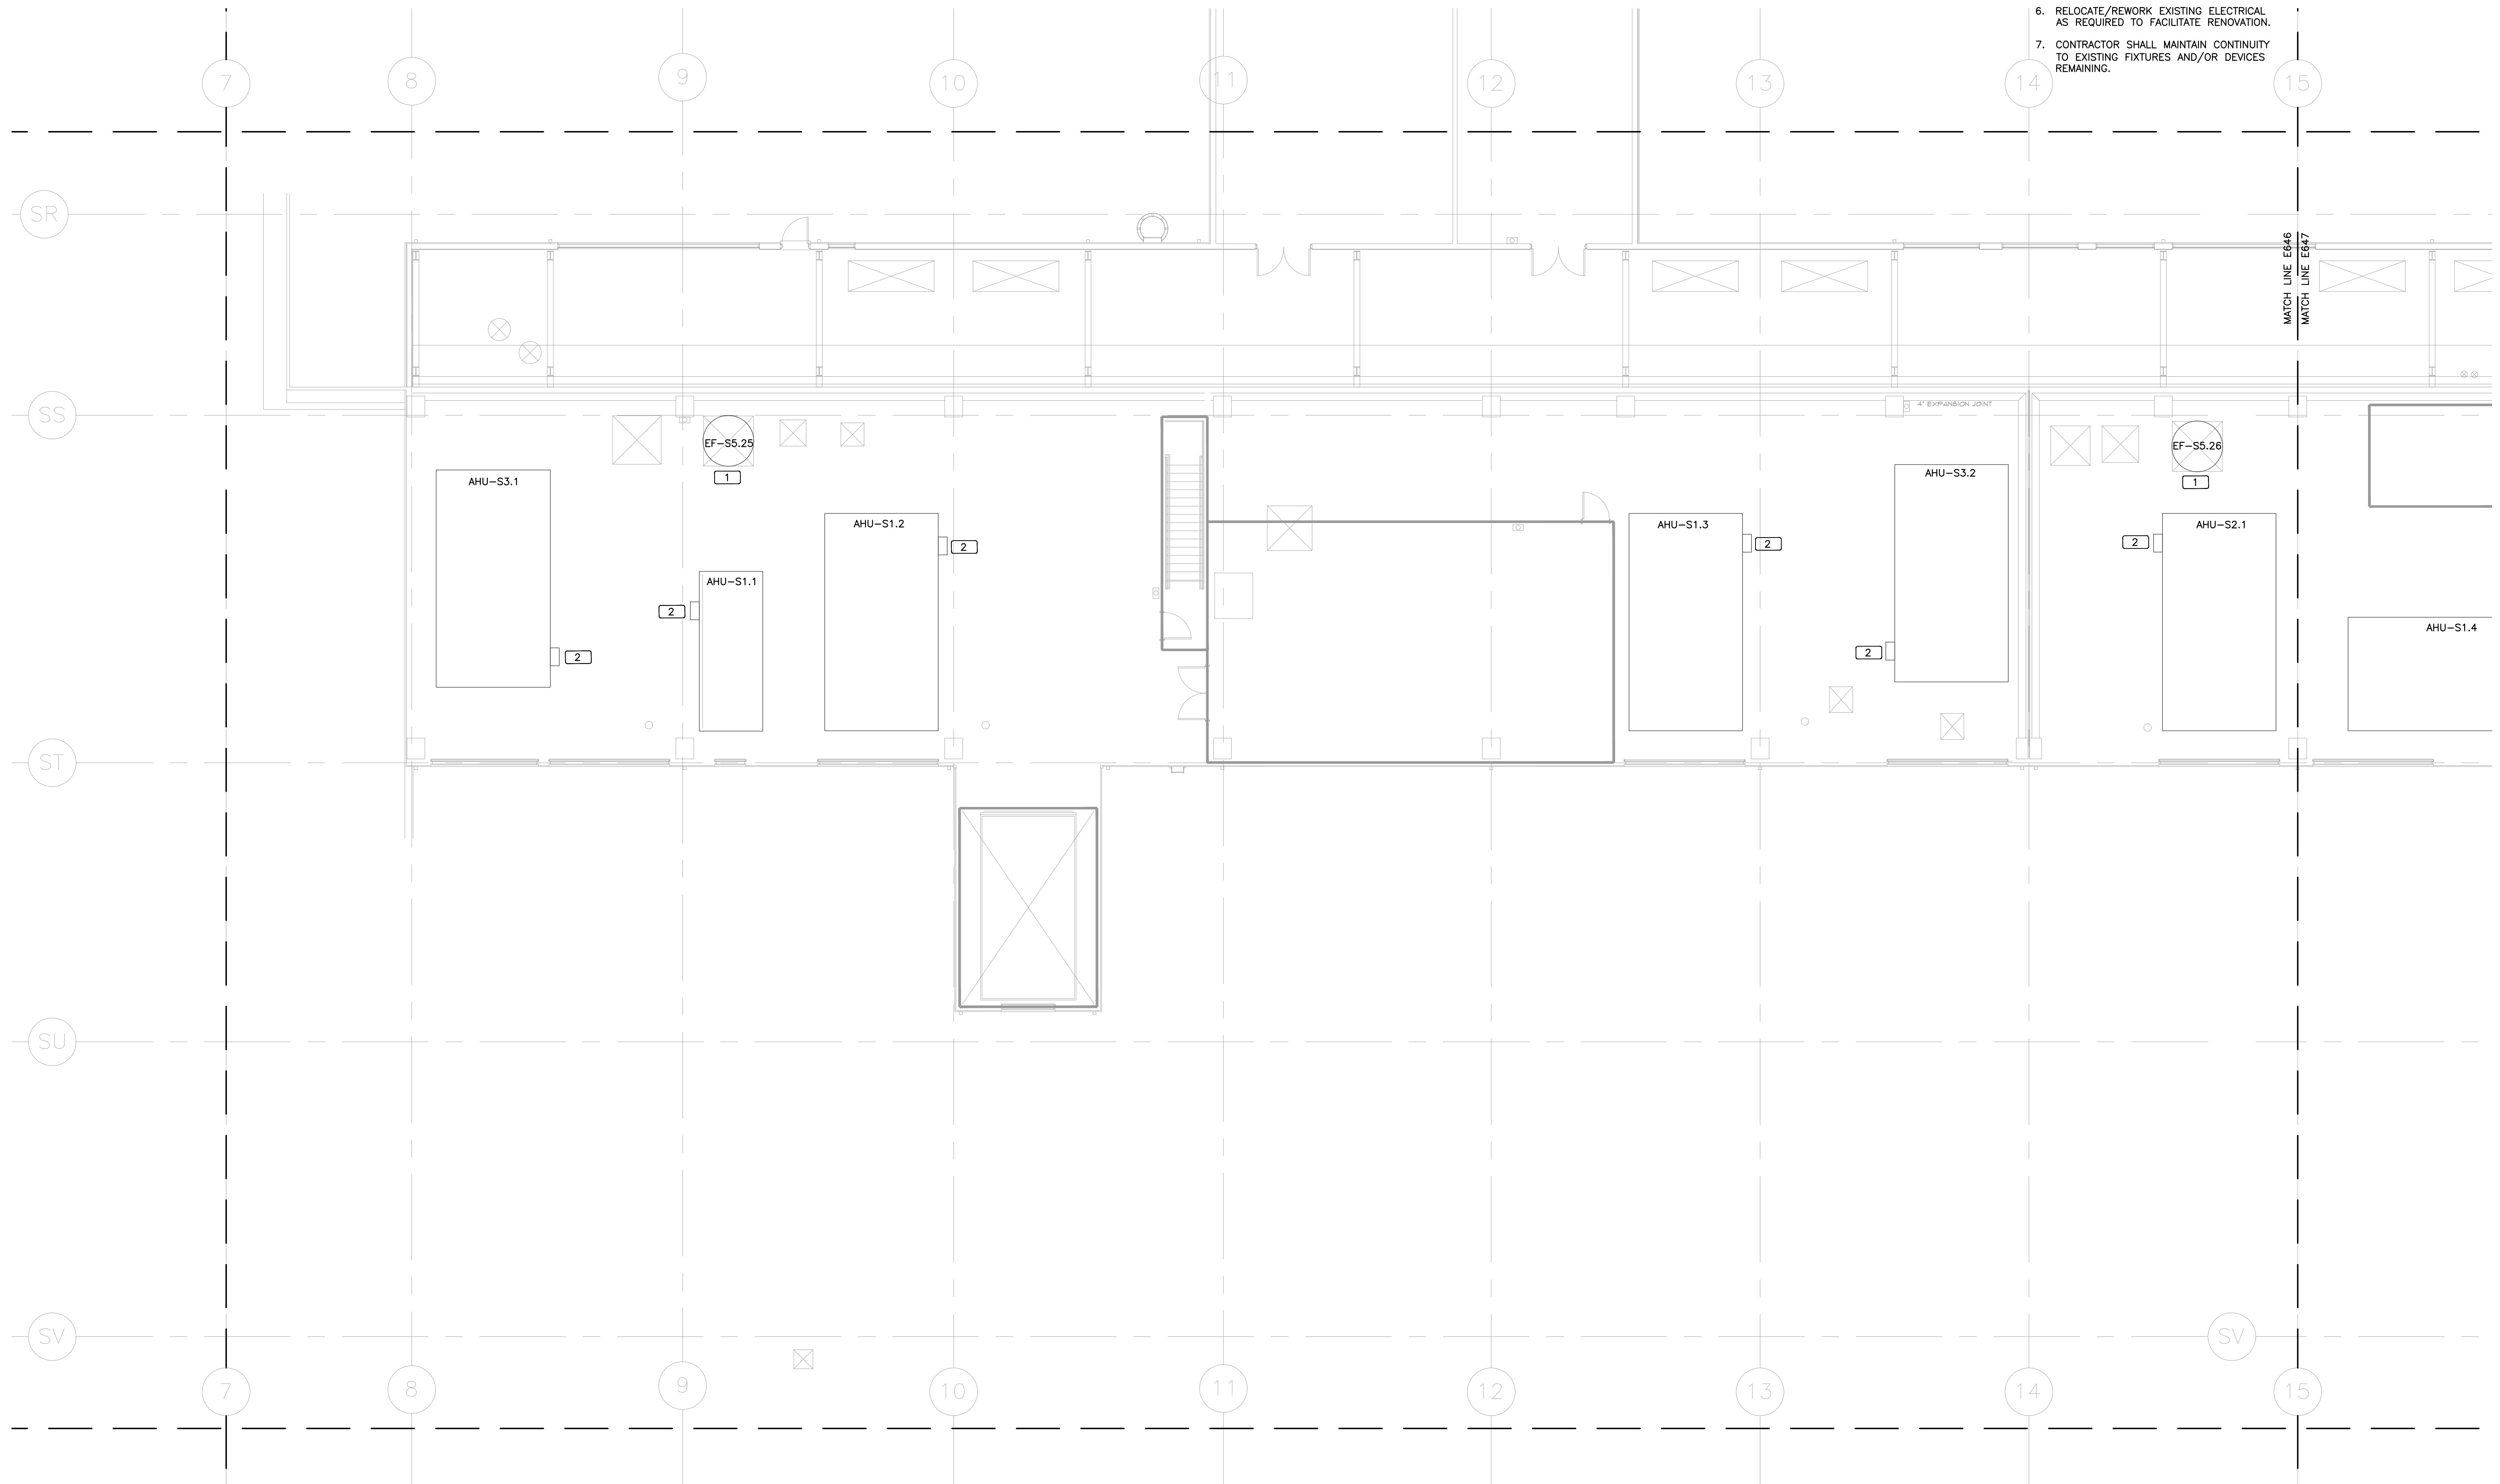 6. RELOCATE/REWORK EXISTING ELECTRICAL
AS REQUIRED TO FACILITATE RENOVATION.
7. CONTRACTOR SHALL MAINTAIN CONTINUITY
TO EXISTING FIXTURES AND/OR DEVICES
REMAINING.
7
8
9
10
11
12
13
14
15
SR
MATCH LINE E646
MATCH LINE E647
SS
4" EXPANSION JOINT
EF-S5.25
EF-S5.26
1
1
AHU-S3.1
AHU-S3.2
AHU-S1.2
AHU-S1.3
AHU-S2.1
2
2
2
AHU-S1.1
2
AHU-S1.4
2
2
ST
SU
SV
SV
7
8
9
10
11
12
13
14
15